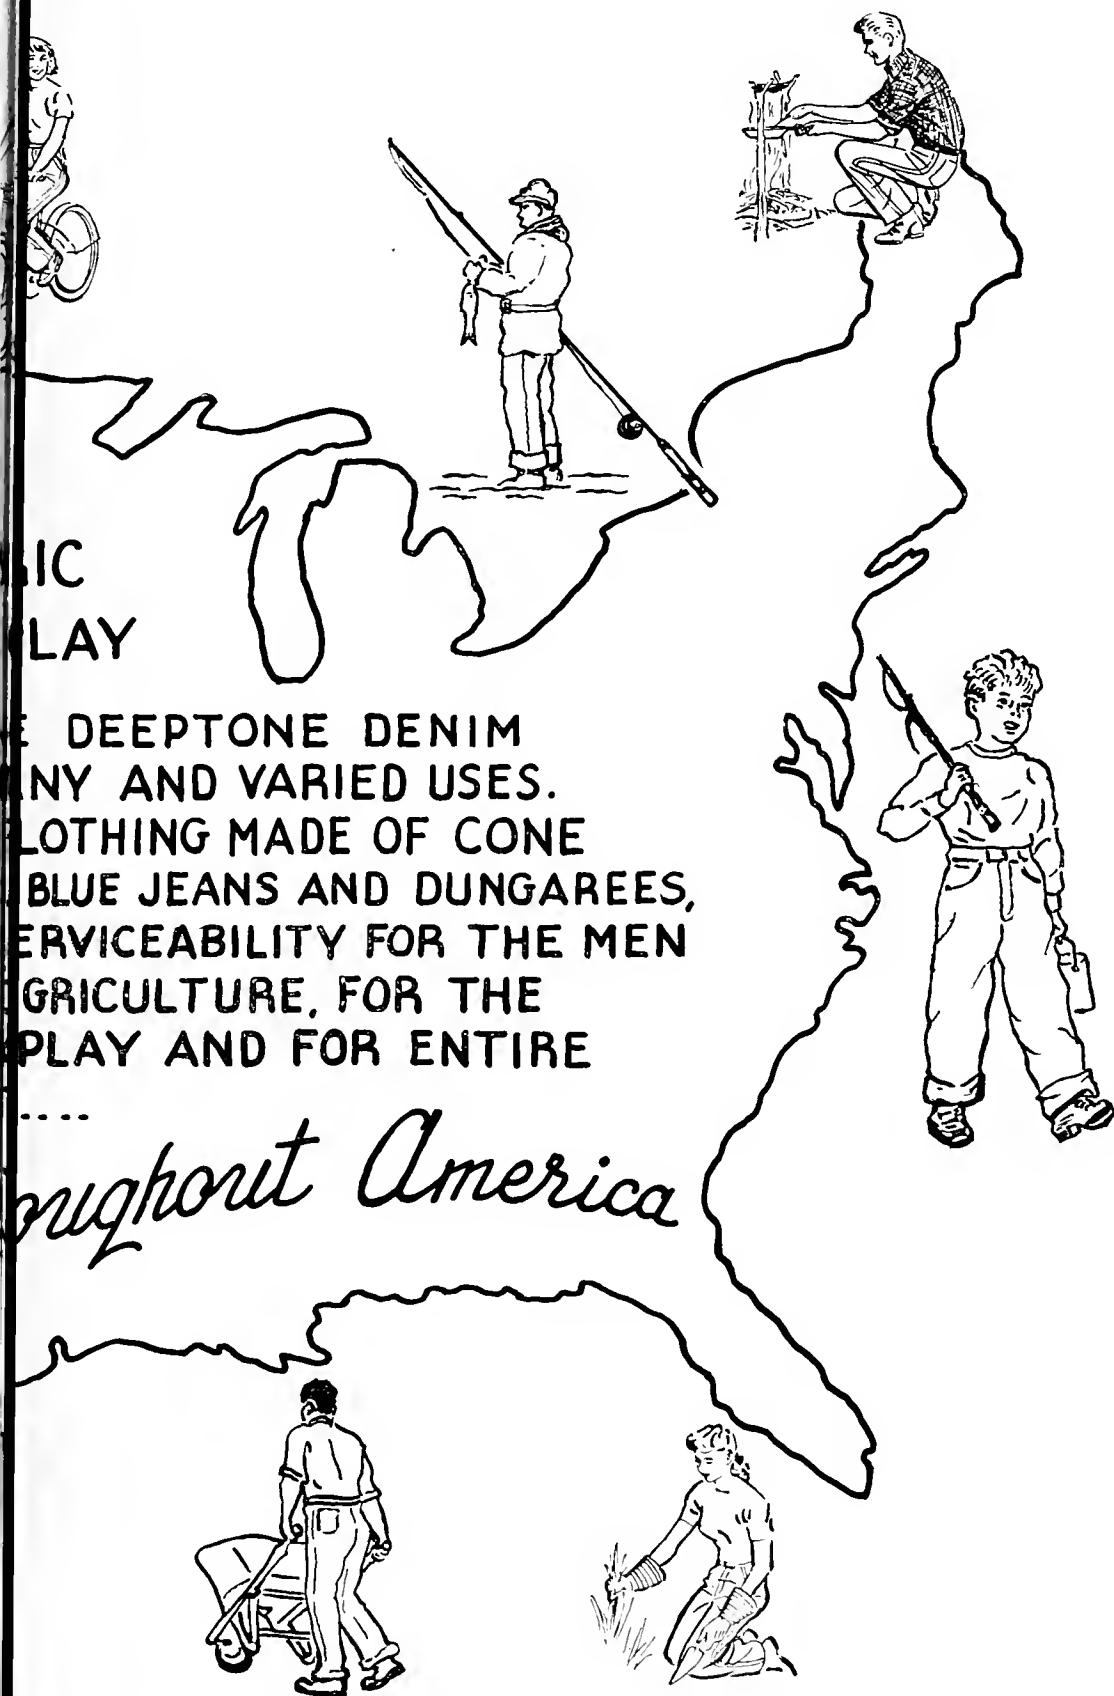 IC
LAY
DEEPTONE DENIM
NY AND VARIED USES.
LOTHING MADE OF CONE
BLUE JEANS AND DUNGAREES,
ERVICEABILITY FOR THE MEN
GRICULTURE, FOR THE
PLAY AND FOR ENTIRE
....
oughout America